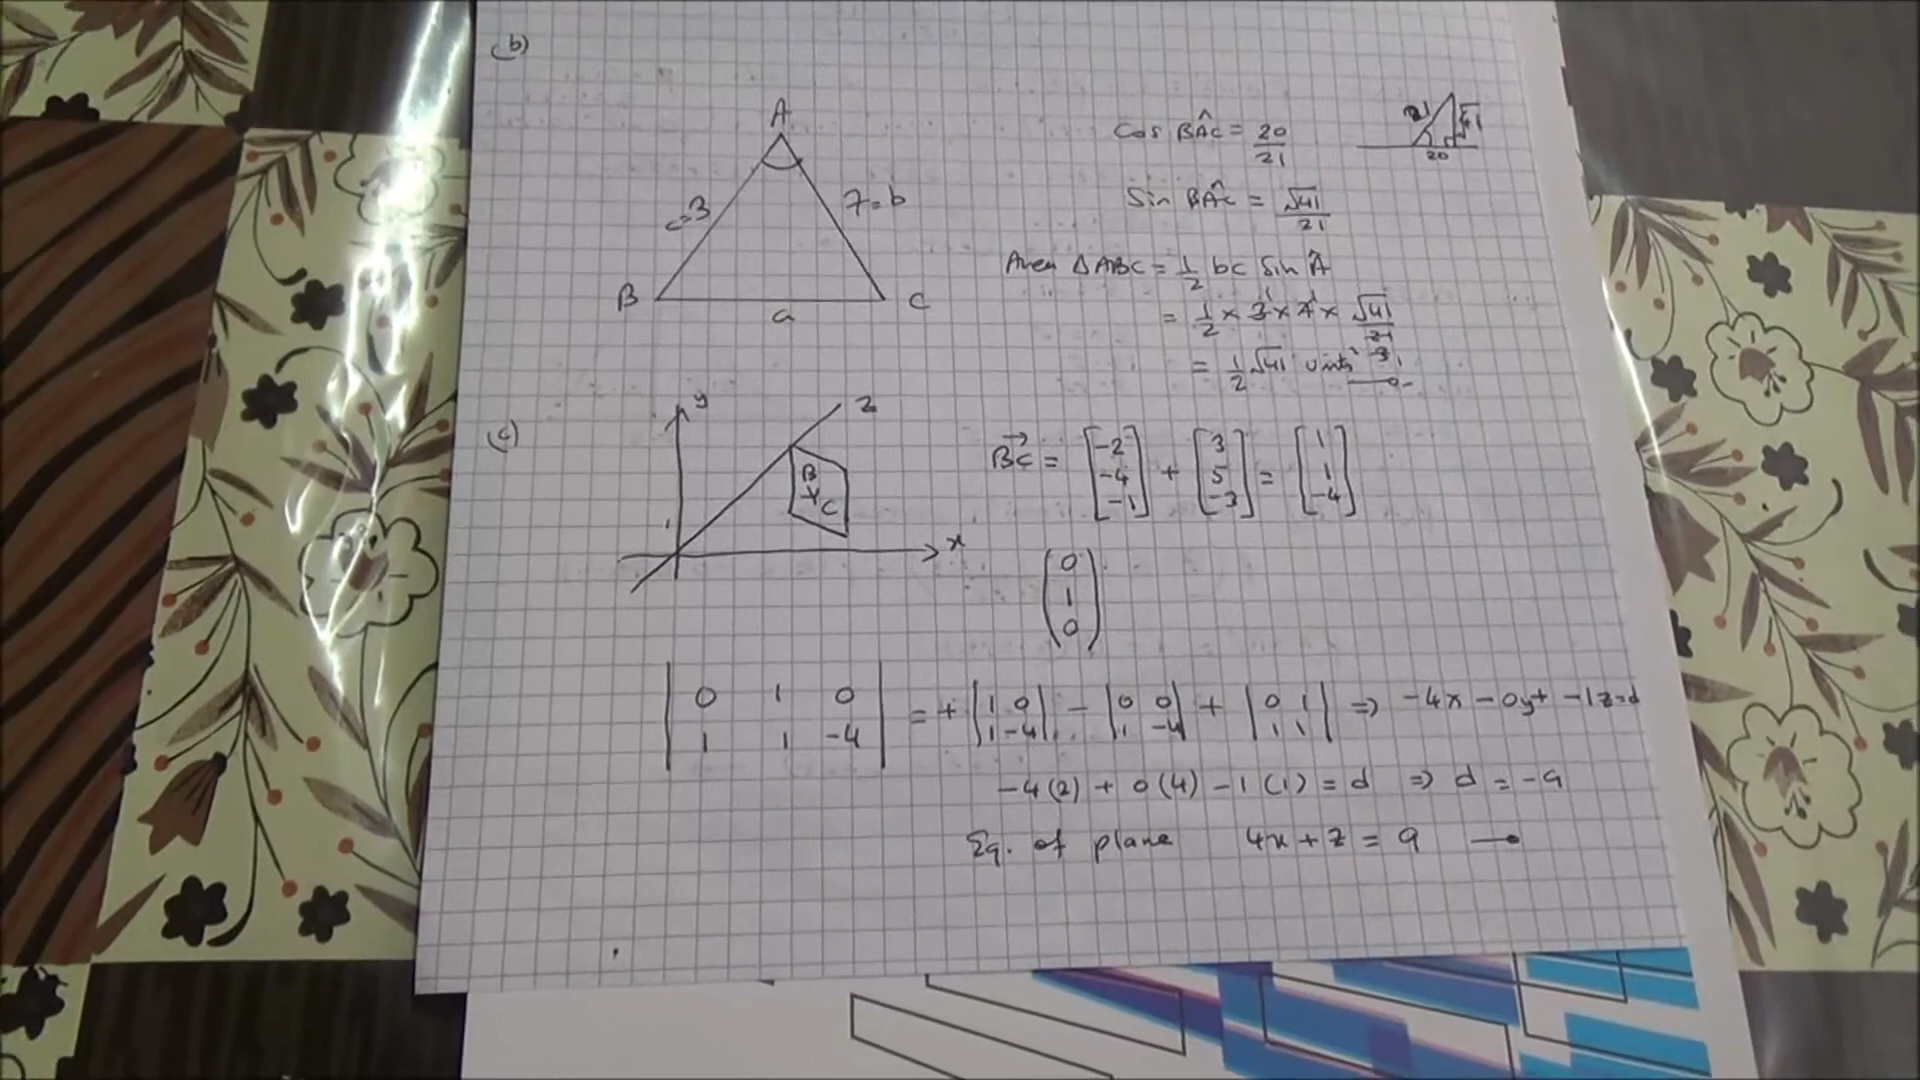 (b)
A
c=3
7=b
B
a
C
Cos BÂC = 20/21
21
√41
20
Sin BÂC = √41/21
Area ΔABC = 1/2 bc Sin Â
= 1/2 × 3 × 7 × √41/21
= 1/2 √41 units²
(c)
y
z
x
B
C
BC = [-2 -4 -1] + [3 5 -3] = [1 1 -4]
(0 1 0)
|0 1 0; 1 1 -4| = + |1 0; 1 -4| - |0 0; 1 -4| + |0 1; 1 1| ⇒ -4x - 0y + -1z = d
-4(2) + 0(4) - 1(1) = d ⇒ d = -9
Eq. of plane 4x + z = 9